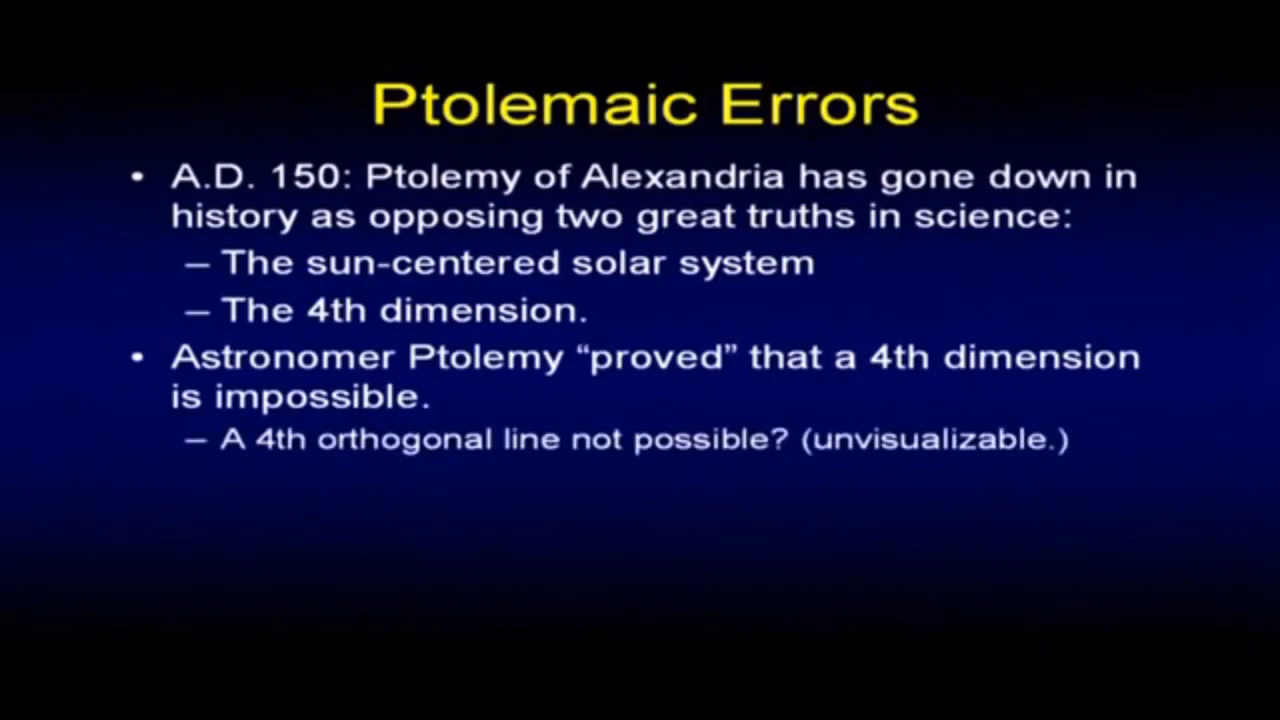 Ptolemaic Errors
• A.D. 150: Ptolemy of Alexandria has gone down in
history as opposing two great truths in science:
– The sun-centered solar system
– The 4th dimension.
• Astronomer Ptolemy “proved” that a 4th dimension
is impossible.
– A 4th orthogonal line not possible? (unvisualizable.)